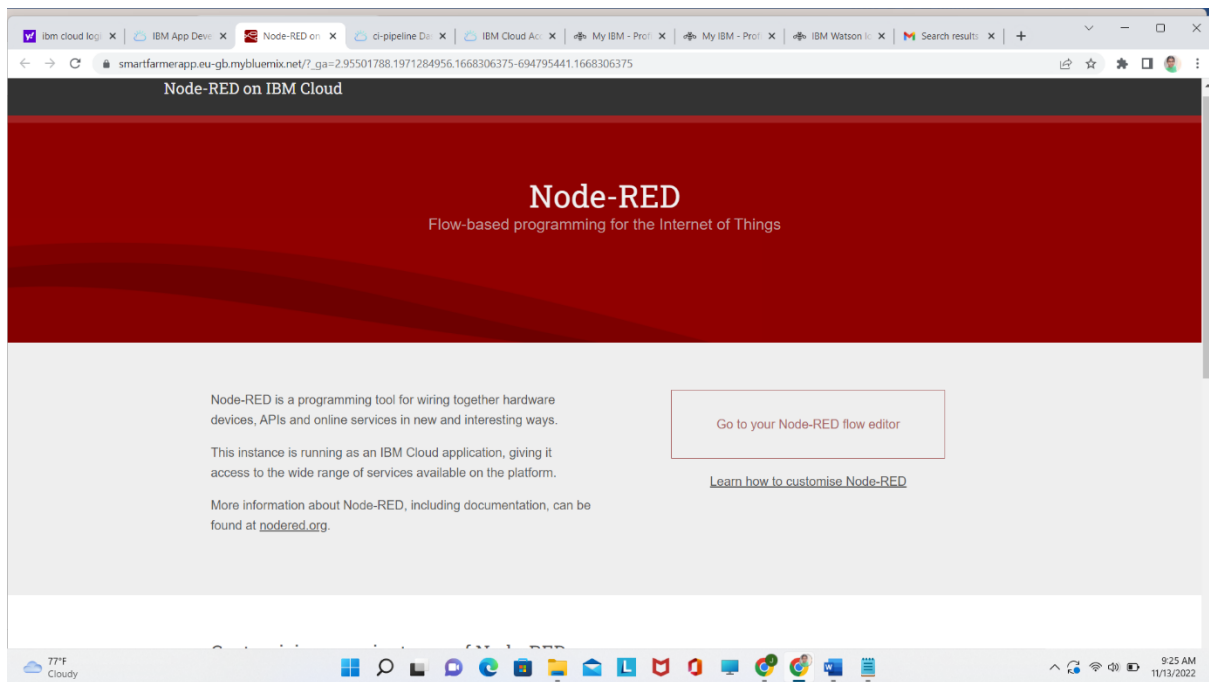 ibm cloud logi
IBM App Deve
Node-RED on
ci-pipeline Da
IBM Cloud Acc
My IBM - Profi
My IBM - Prof
IBM Watson Io
Search results
smartfarmerapp.eu-gb.mybluemix.net/?_ga=2.95501788.1971284956.1668306375-694795441.1668306375
Node-RED on IBM Cloud
Node-RED
Flow-based programming for the Internet of Things
Node-RED is a programming tool for wiring together hardware
devices, APIs and online services in new and interesting ways.
This instance is running as an IBM Cloud application, giving it
access to the wide range of services available on the platform.
More information about Node-RED, including documentation, can be
found at nodered.org.
Go to your Node-RED flow editor
Learn how to customise Node-RED
77°F
Cloudy
9:25 AM
11/13/2022